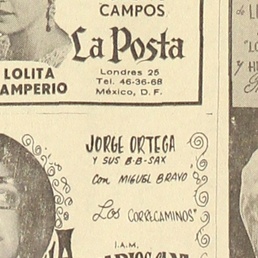 CAMPOS
La Posta
LOLITA
AMPERIO
Londres 25
Tel. 46-36-68
México, D. F.
JORGE ORTEGA
Y SUS B-B-SAX
Con MIGUEL BRAVO
Los CORRECAMINOS"
I.A.M.
y